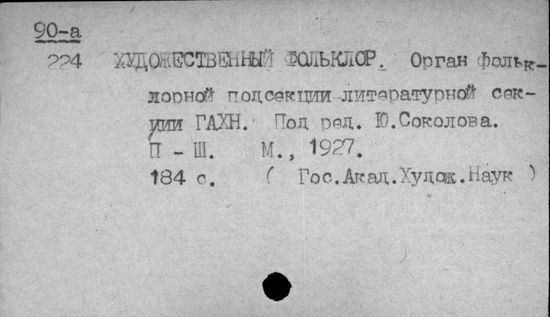 90-а
224 ХУДОЖЕСТВЕННЫЙ ФОЛЬКЛОР. Орган фольк-
лорной подсекции литературной сек-
ции ГАХН. Под ред. Ю.Соколова.
П - Ш. М., 1927.
184 с. ( Гос.Акад.Худож.Наук )